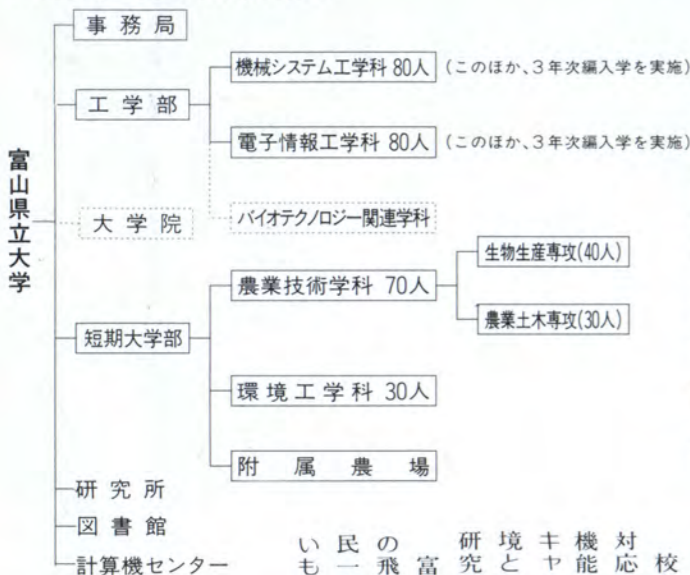 富山県立大学
事務局
工学部
機械システム工学科 80人 (このほか、3年次編入学を実施)
電子情報工学科 80人 (このほか、3年次編入学を実施)
バイオテクノロジー関連学科
大学院
短期大学部
農業技術学科 70人
生物生産専攻(40人)
農業土木専攻(30人)
環境工学科 30人
附属農場
研究所
図書館
計算機センター
校
対応
機能
キャ
境と
研究
富
の飛
民一
いも